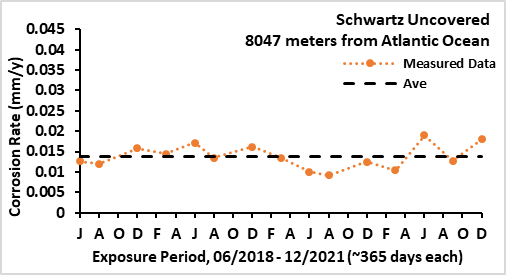 Schwartz Uncovered
8047 meters from Atlantic Ocean
Measured Data
Ave
Corrosion Rate (mm/y)
0.045
0.04
0.035
0.03
0.025
0.02
0.015
0.01
0.005
0
J A O D F A J A O D F A J A O D F A J A O D
Exposure Period, 06/2018 - 12/2021 (~365 days each)